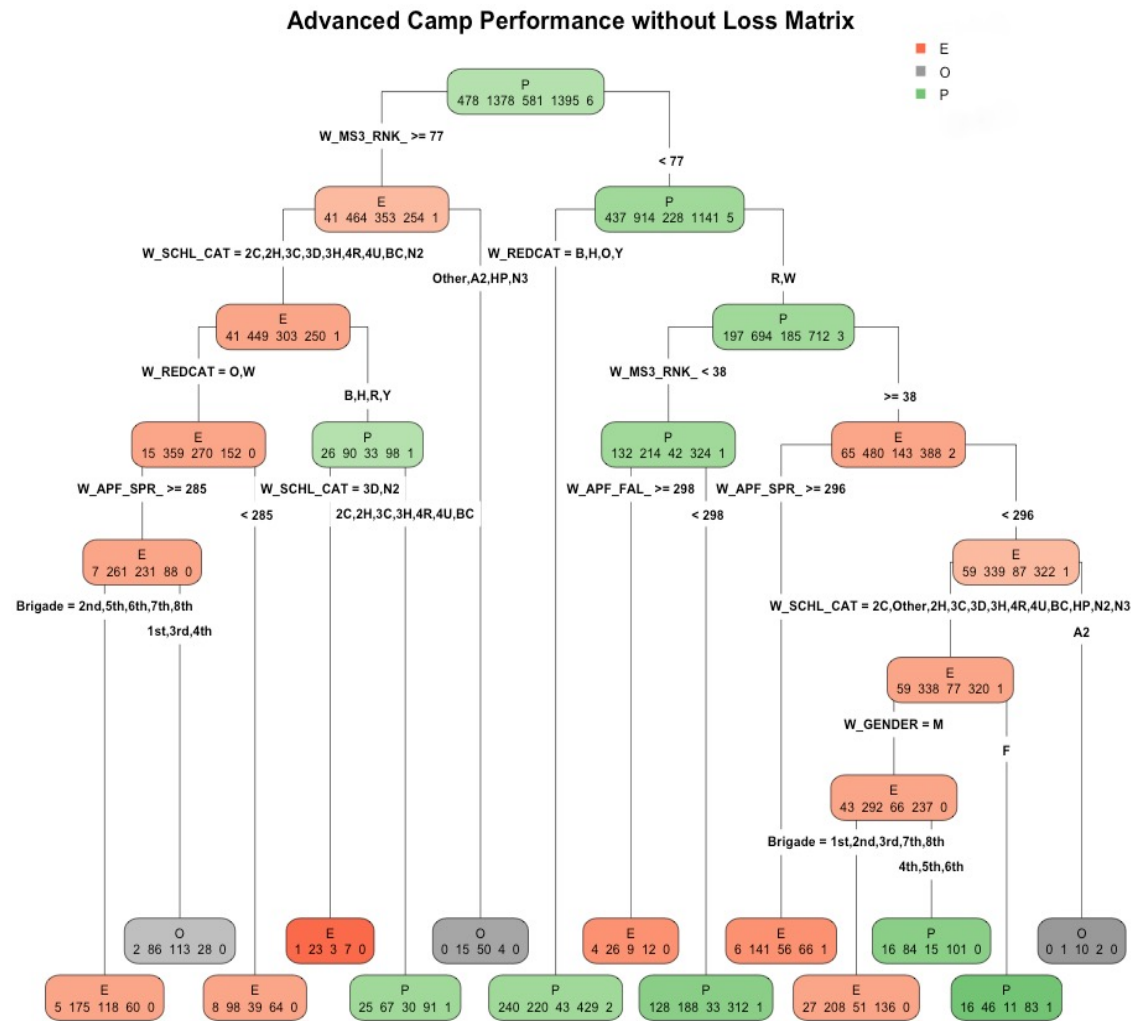 Advanced Camp Performance without Loss Matrix
E
O
P
P
478 1378 581 1395 6
W_MS3_RNK_ >= 77
< 77
E
41 464 353 254 1
P
437 914 228 1141 5
W_SCHL_CAT = 2C,2H,3C,3D,3H,4R,4U,BC,N2
Other,A2,HP,N3
W_REDCAT = B,H,O,Y
R,W
E
41 449 303 250 1
P
197 694 185 712 3
W_REDCAT = O,W
B,H,R,Y
W_MS3_RNK_ < 38
>= 38
E
15 359 270 152 0
P
26 90 33 98 1
P
132 214 42 324 1
E
65 480 143 388 2
W_APF_SPR_ >= 285
< 285
W_SCHL_CAT = 3D,N2
2C,2H,3C,3H,4R,4U,BC
W_APF_FAL_ >= 298
< 298
W_APF_SPR_ >= 296
< 296
E
7 261 231 88 0
E
59 339 87 322 1
Brigade = 2nd,5th,6th,7th,8th
1st,3rd,4th
W_SCHL_CAT = 2C,Other,2H,3C,3D,3H,4R,4U,BC,HP,N2,N3
A2
E
59 338 77 320 1
W_GENDER = M
F
E
43 292 66 237 0
Brigade = 1st,2nd,3rd,7th,8th
4th,5th,6th
O
2 86 113 28 0
E
1 23 3 7 0
O
0 15 50 4 0
E
4 26 9 12 0
E
6 141 56 66 1
P
16 84 15 101 0
O
0 1 10 2 0
E
5 175 118 60 0
E
8 98 39 64 0
P
25 67 30 91 1
P
240 220 43 429 2
P
128 188 33 312 1
E
27 208 51 136 0
P
16 46 11 83 1